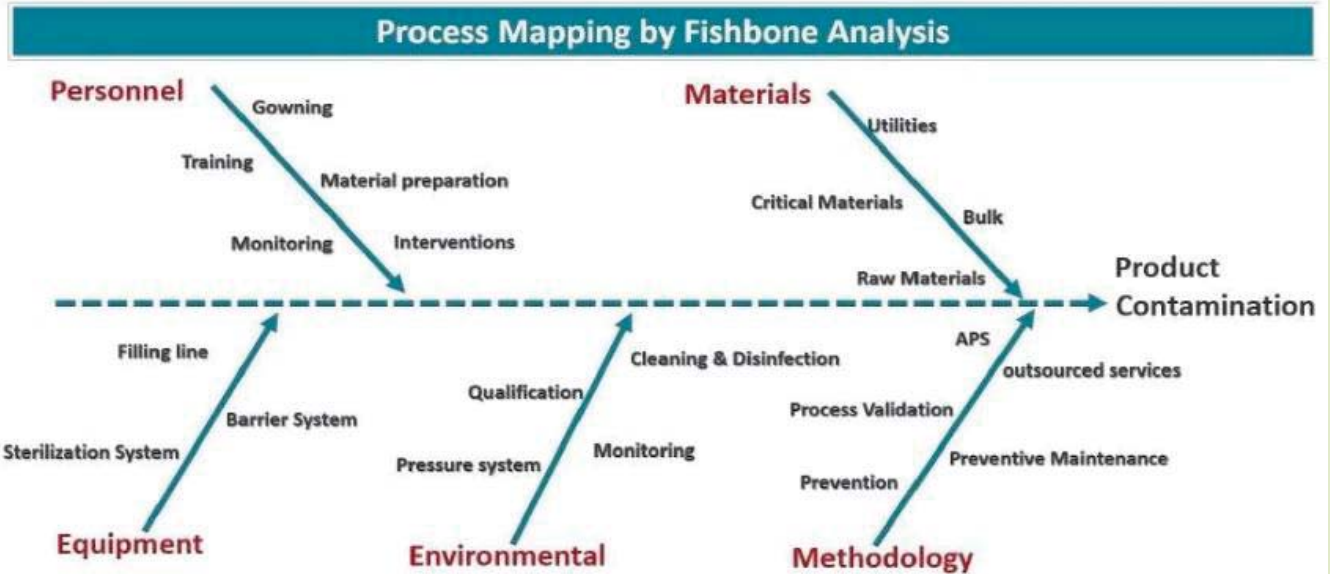 Process Mapping by Fishbone Analysis
Personnel
Gowning
Training
Material preparation
Monitoring
Interventions
Materials
Utilities
Critical Materials
Bulk
Raw Materials
Product
Contamination
Filling line
Barrier System
Sterilization System
Equipment
Cleaning & Disinfection
Qualification
Monitoring
Pressure system
Environmental
APS
outsourced services
Process Validation
Preventive Maintenance
Prevention
Methodology